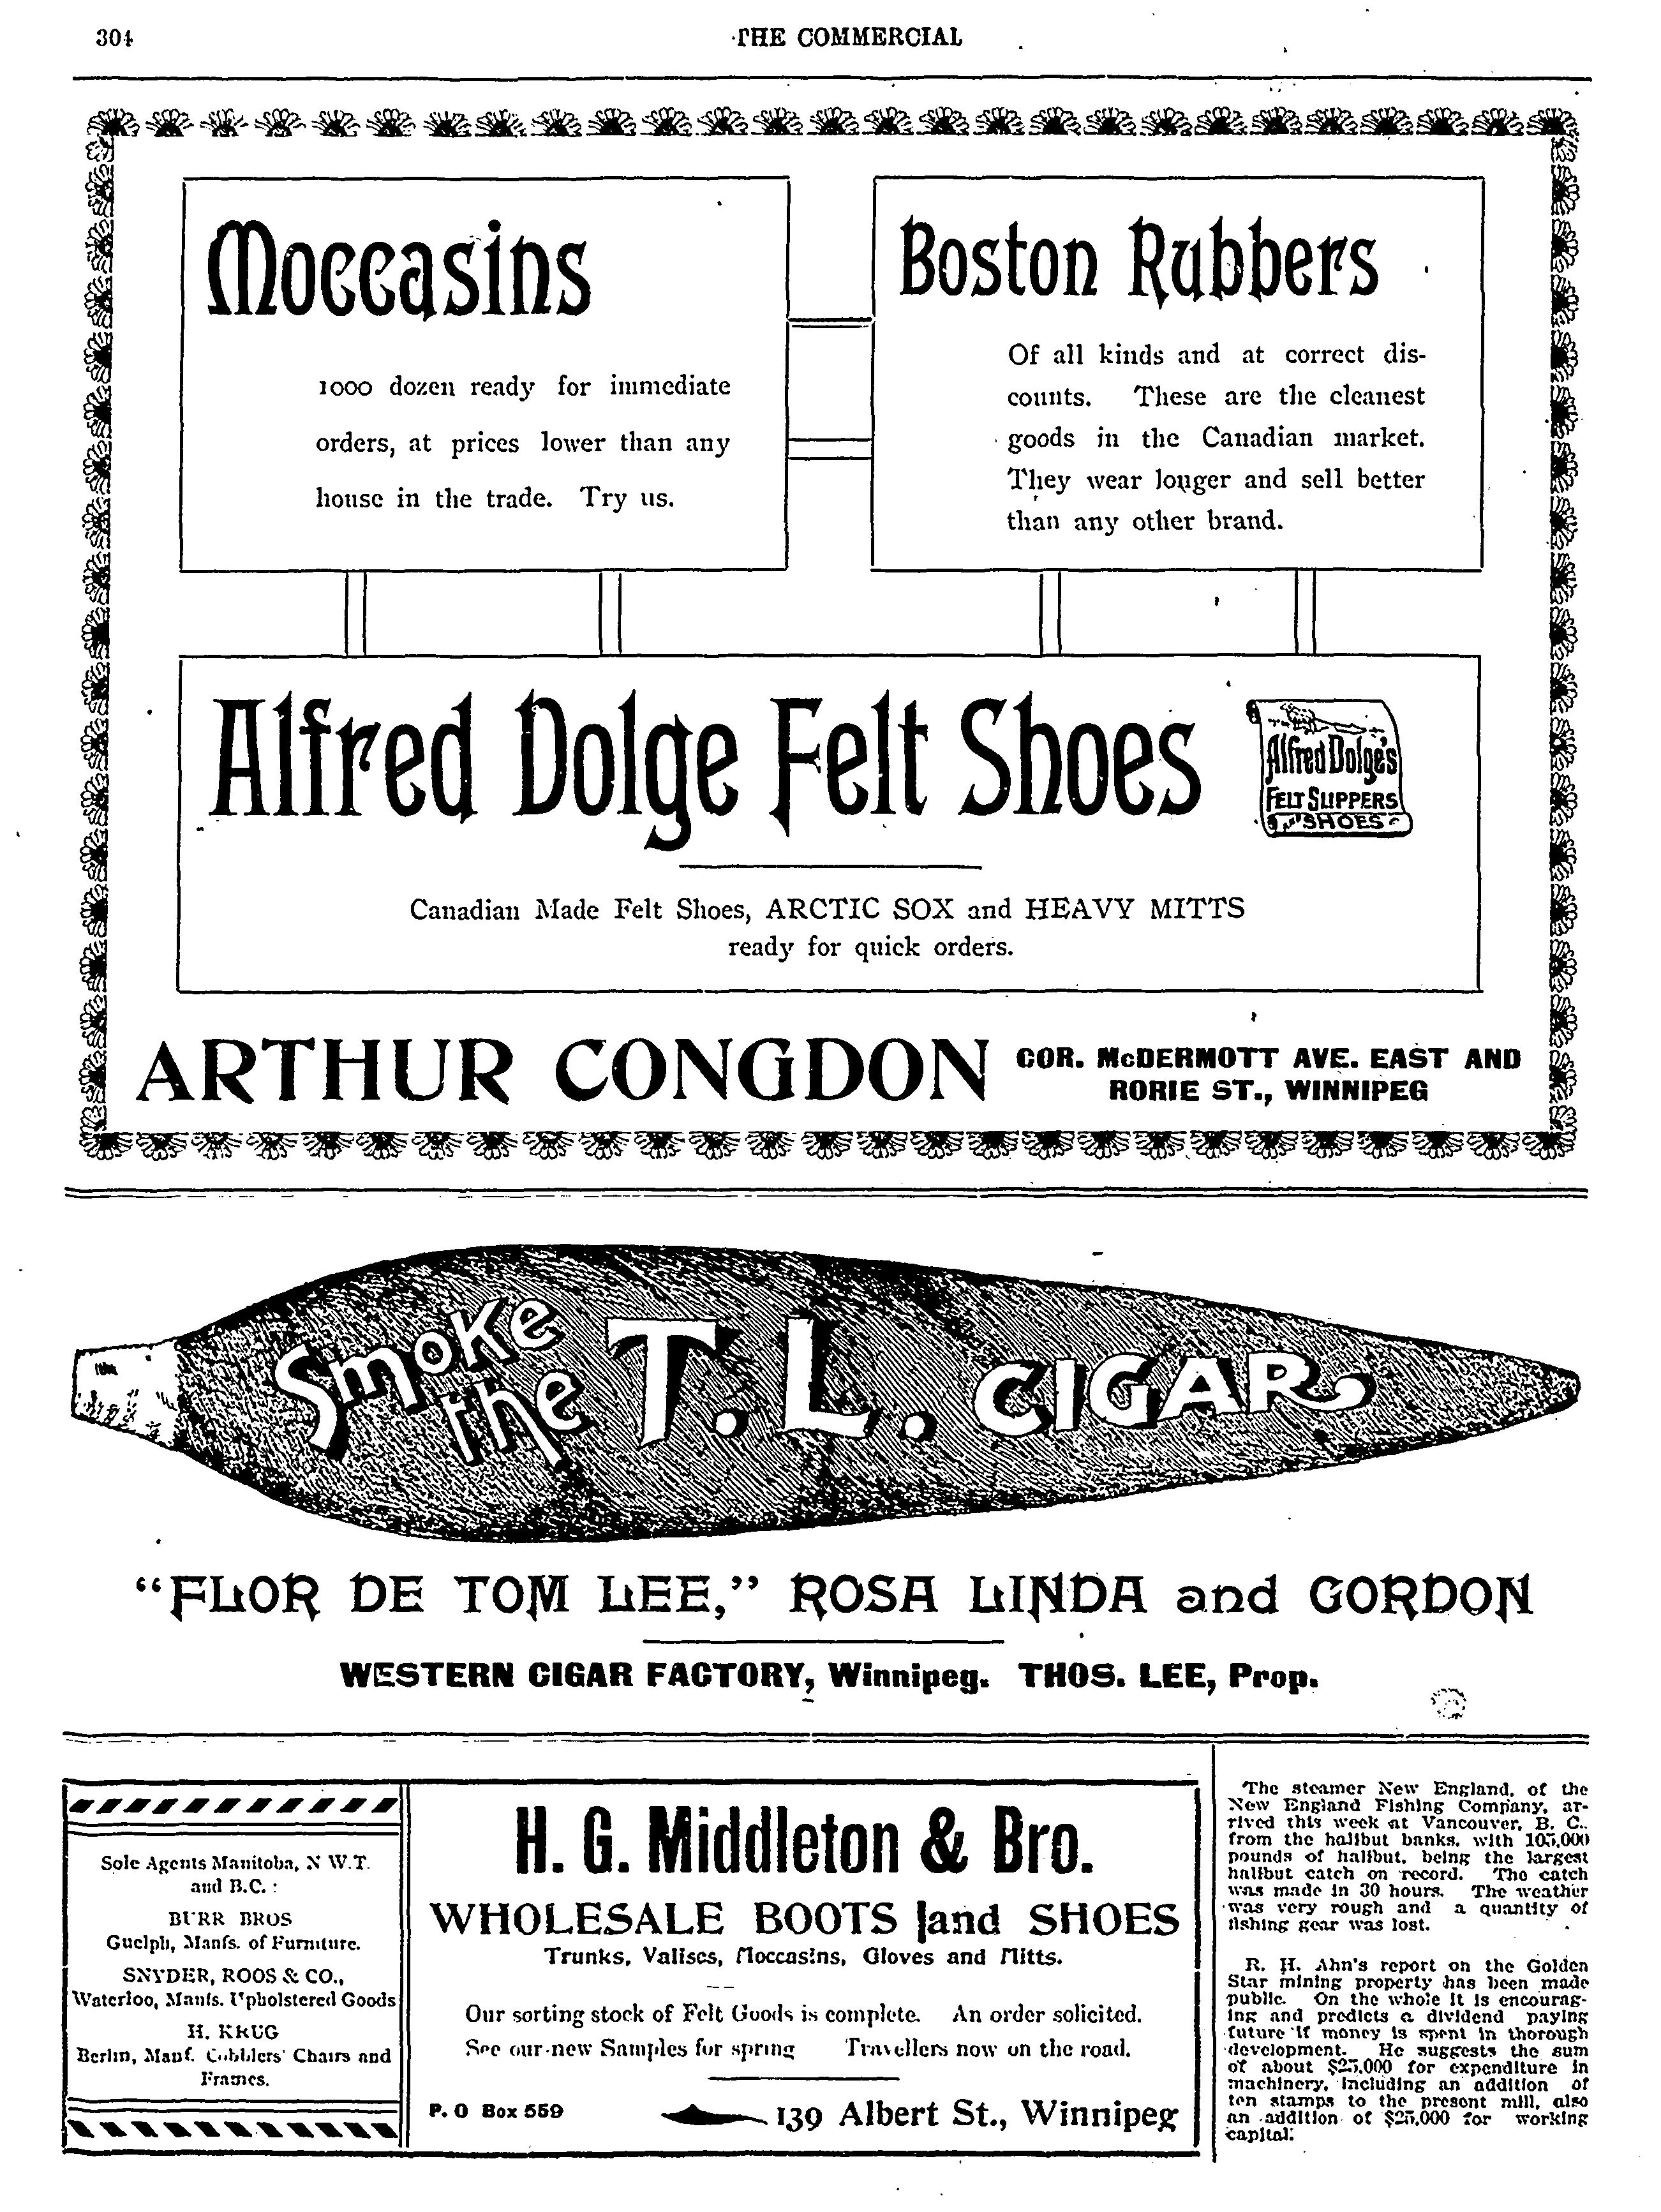 304
THE COMMERCIAL
Moccasins
1000 dozen ready for immediate
orders, at prices lower than any
house in the trade. Try us.
Boston Rubbers
Of all kinds and at correct dis-
counts. These are the cleanest
goods in the Canadian market.
They wear longer and sell better
than any other brand.
Alfred Dolge Felt Shoes
Alfred Dolge's
FELT SLIPPERS
AND SHOES
Canadian Made Felt Shoes, ARCTIC SOX and HEAVY MITTS
ready for quick orders.
ARTHUR CONGDON
COR. McDERMOTT AVE. EAST AND
RORIE ST., WINNIPEG
Smoke
the T. L. CIGAR
"FLOR DE TOM LEE," ROSA LINDA and GORDON
WESTERN CIGAR FACTORY, Winnipeg. THOS. LEE, Prop.
Sole Agents Manitoba, N W.T.
and B.C. :
BURR BROS
Guelph, Manfs. of Furniture.
SNYDER, ROOS & CO.,
Waterloo, Manfs. Upholstered Goods
H. KRUG
Berlin, Manf. Cobblers' Chairs and
Frames.
H. G. Middleton & Bro.
WHOLESALE BOOTS and SHOES
Trunks, Valises, Moccasins, Gloves and Mitts.
Our sorting stock of Felt Goods is complete. An order solicited.
See our new Samples for spring Travellers now on the road.
P. O Box 559
139 Albert St., Winnipeg
The steamer New England, of the
New England Fishing Company, ar-
rived this week at Vancouver, B. C.,
from the halibut banks, with 105,000
pounds of halibut, being the largest
halibut catch on record. The catch
was made in 30 hours. The weather
was very rough and a quantity of
fishing gear was lost.
R. H. Ahn's report on the Golden
Star mining property has been made
public. On the whole it is encourag-
ing and predicts a dividend paying
future if money is spent in thorough
development. He suggests the sum
of about $25,000 for expenditure in
machinery, including an addition of
ten stamps to the present mill, also
an addition of $25,000 for working
capital.